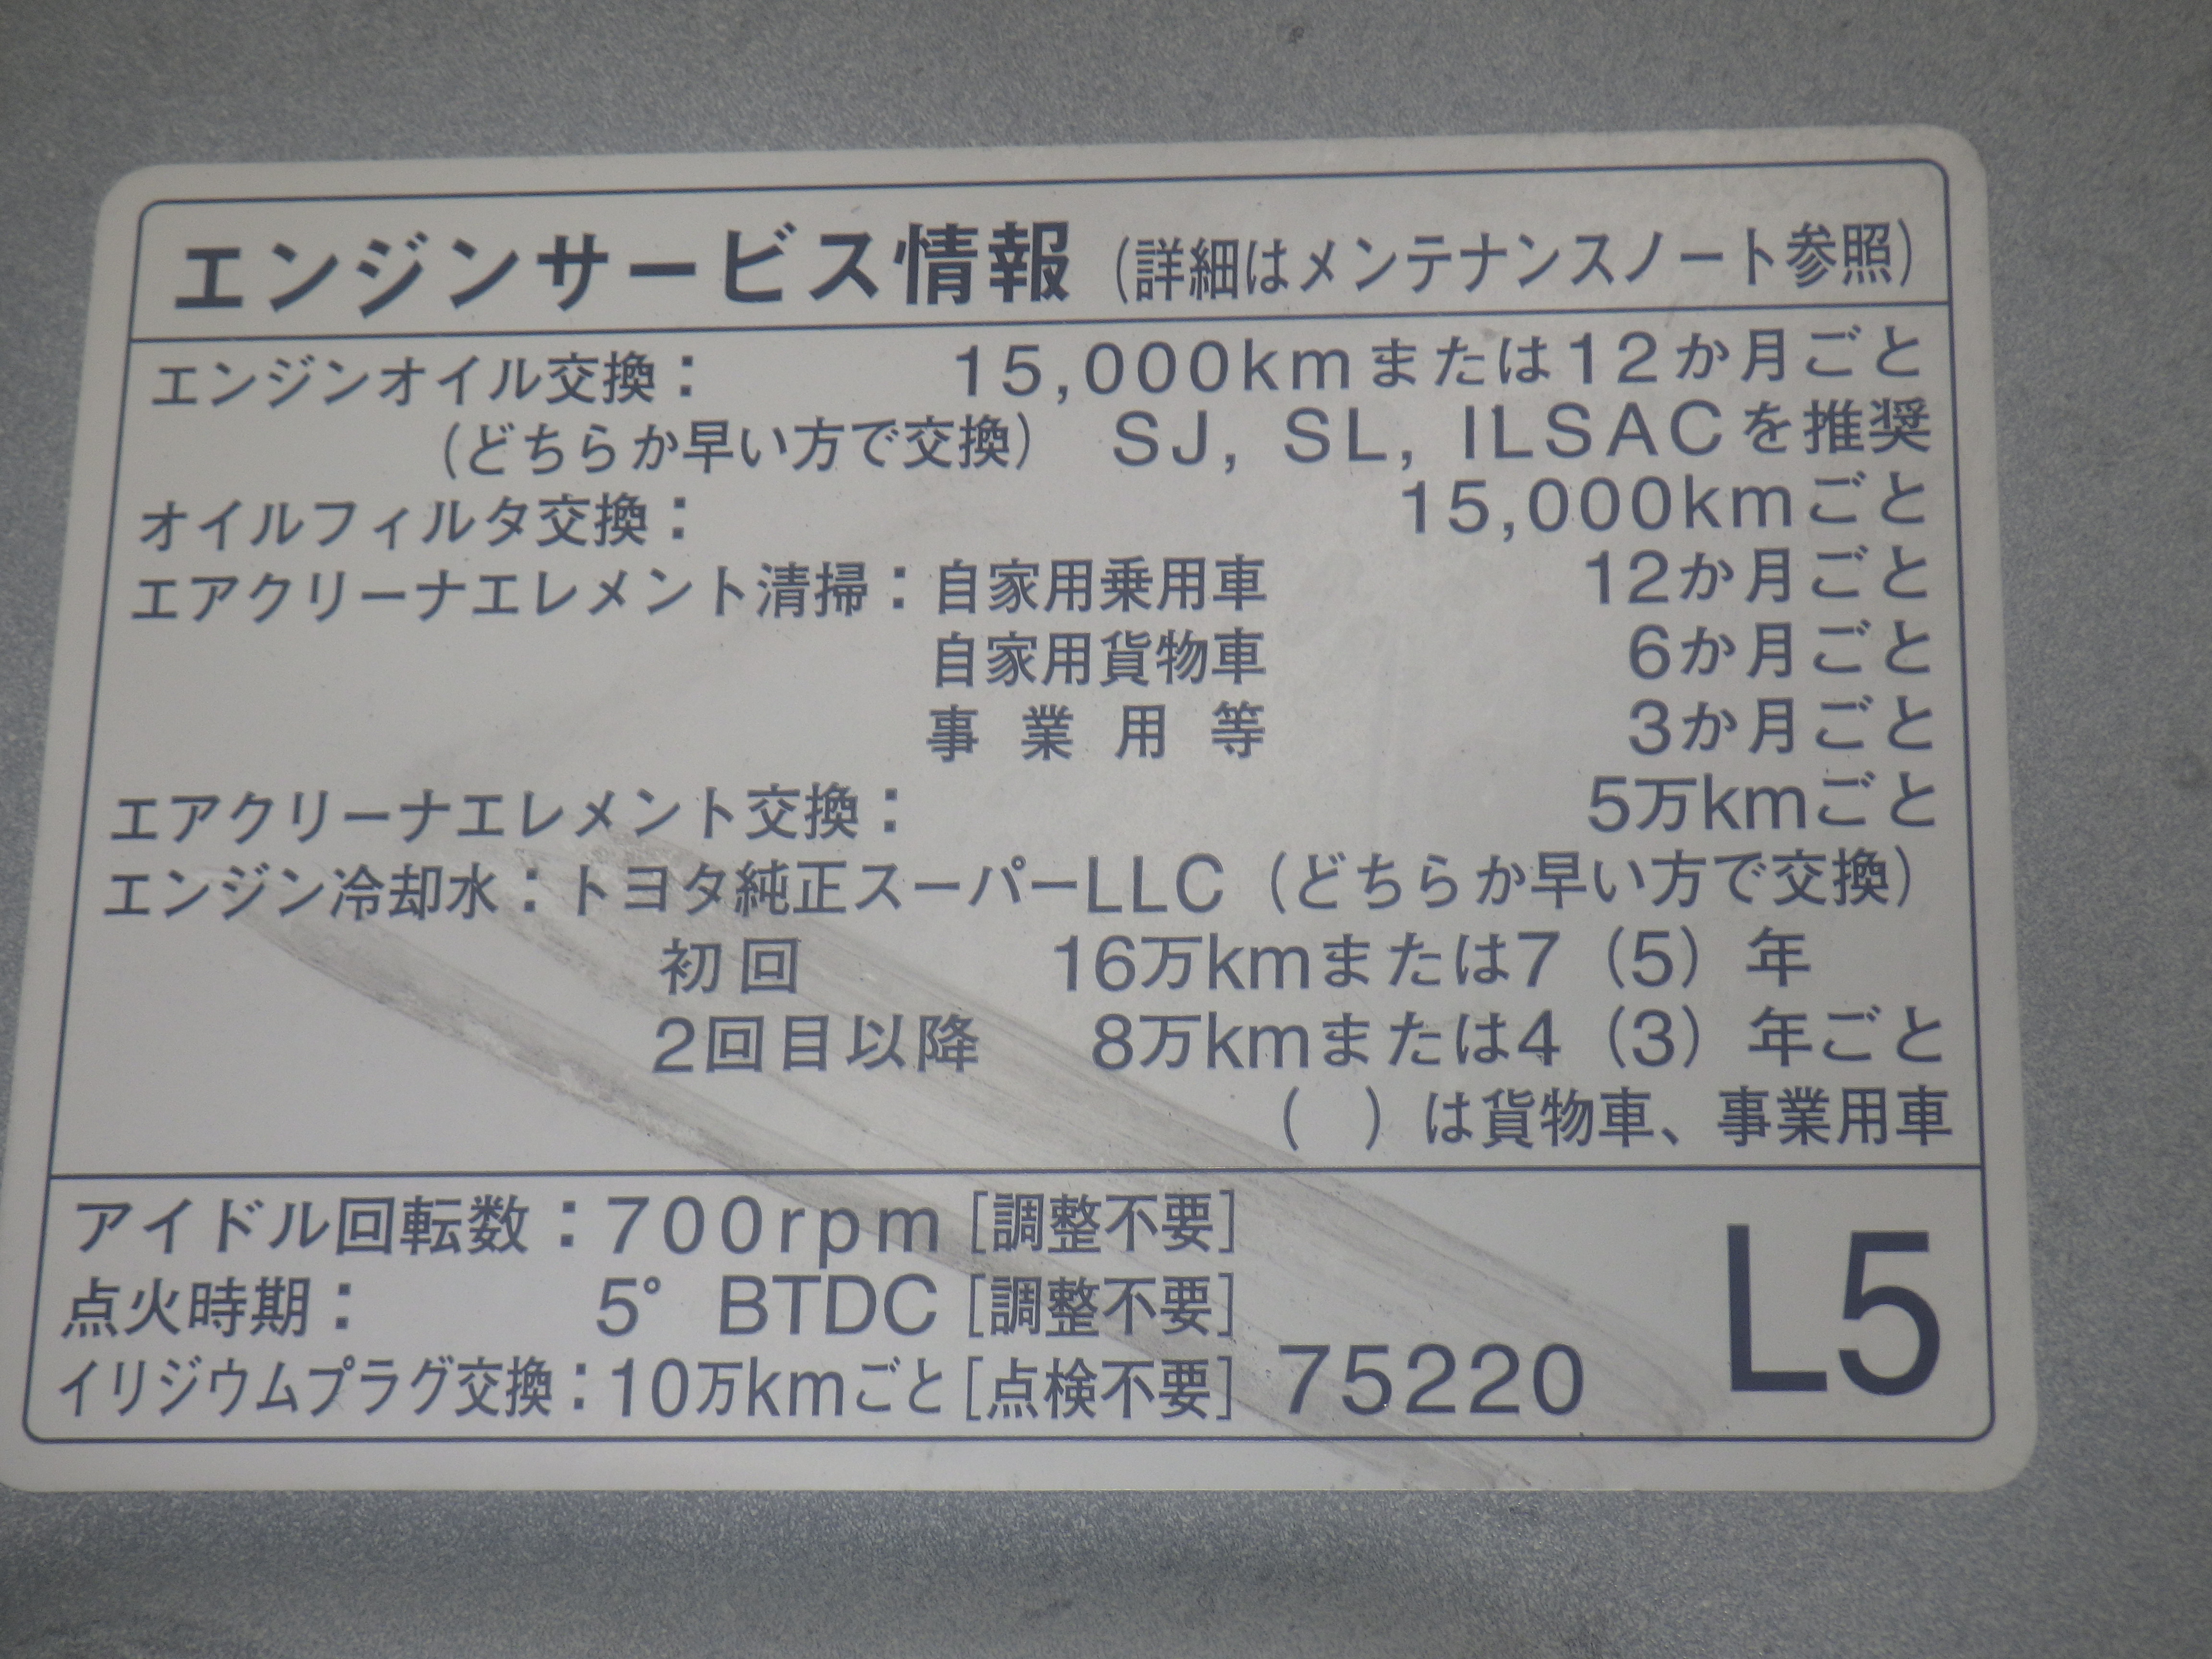 エンジンサービス情報（詳細はメンテナンスノート参照）
エンジンオイル交換： 15,000kmまたは12か月ごと
（どちらか早い方で交換） SJ, SL, ILSACを推奨
オイルフィルタ交換： 15,000kmごと
エアクリーナエレメント清掃：自家用乗用車 12か月ごと
自家用貨物車 6か月ごと
事業用等 3か月ごと
エアクリーナエレメント交換： 5万kmごと
エンジン冷却水：トヨタ純正スーパーLLC（どちらか早い方で交換）
初回 16万kmまたは7（5）年
2回目以降 8万kmまたは4（3）年ごと
（ ）は貨物車、事業用車
アイドル回転数：700rpm［調整不要］
点火時期： 5° BTDC［調整不要］
イリジウムプラグ交換：10万kmごと［点検不要］ 75220 L5